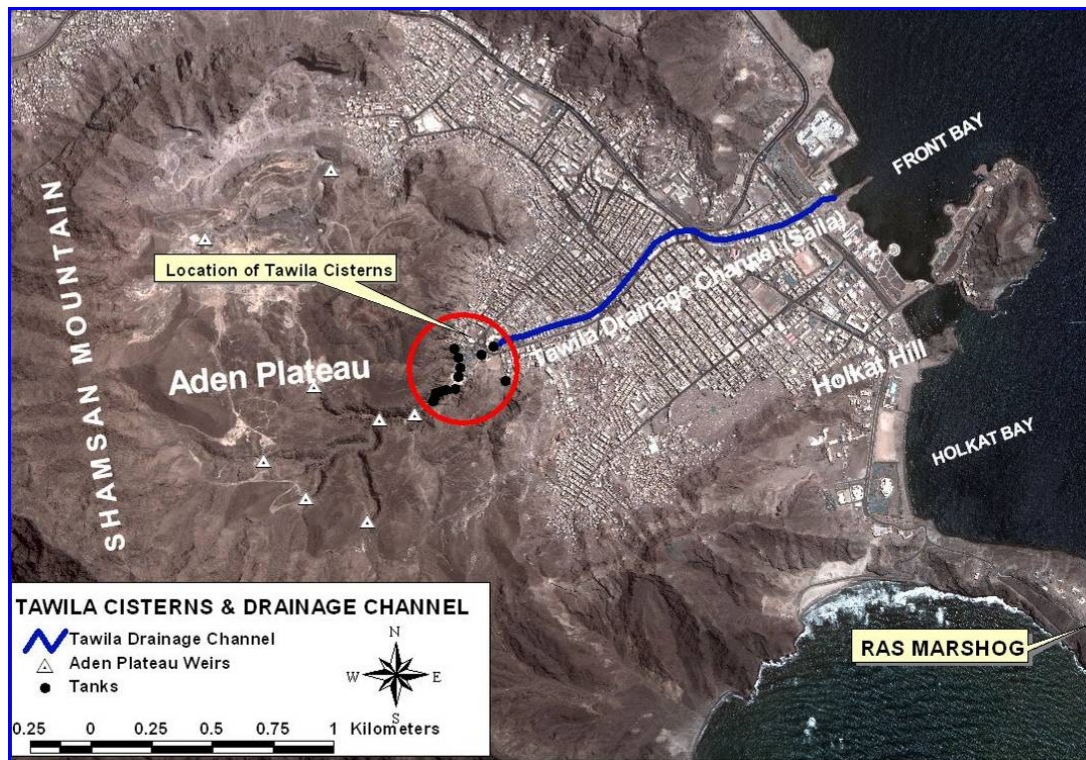 FRONT BAY
SHAMSAN MOUNTAIN
Location of Tawila Cisterns
Tawila Drainage Channel (Saila)
Aden Plateau
Holkat Hill
HOLKAT BAY
TAWILA CISTERNS & DRAINAGE CHANNEL
Tawila Drainage Channel
Aden Plateau Weirs
Tanks
N
W E
S
0.25 0 0.25 0.5 0.75 1 Kilometers
RAS MARSHOG